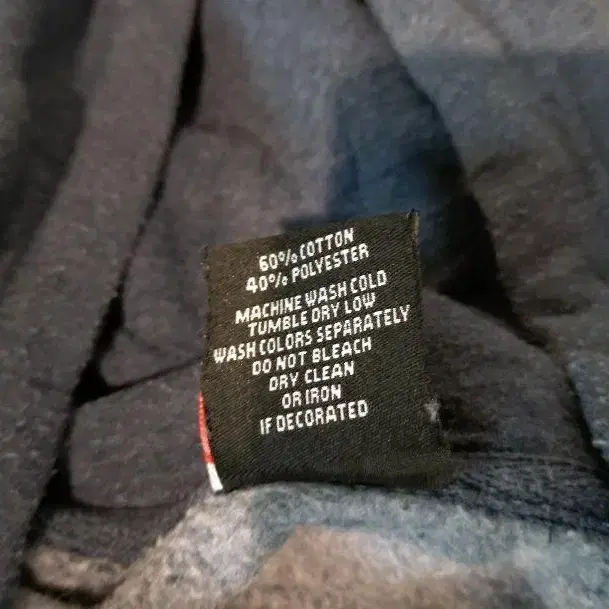 60% COTTON
40% POLYESTER
MACHINE WASH COLD
TUMBLE DRY LOW
WASH COLORS SEPARATELY
DO NOT BLEACH
DRY CLEAN
OR IRON
IF DECORATED